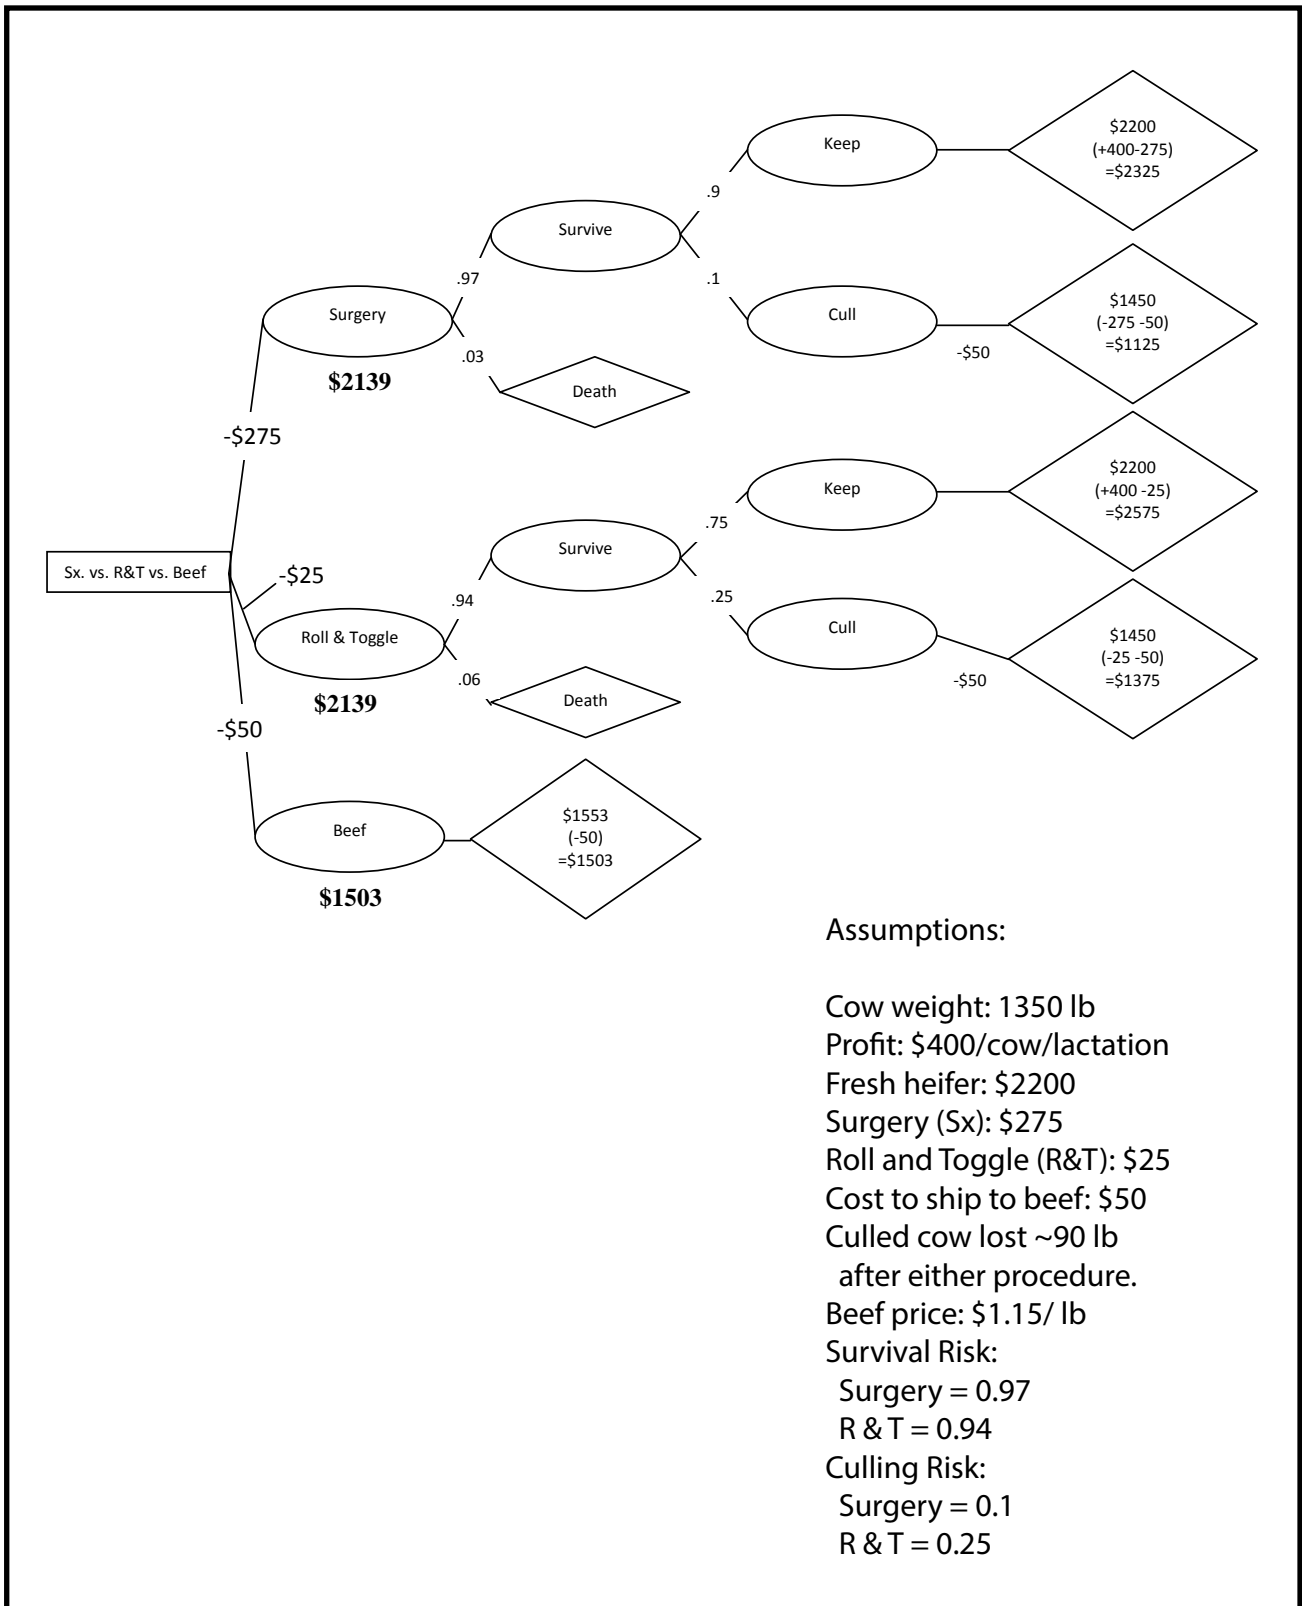 Keep
$2200
(+400-275)
=$2325
.9
Survive
.97
.1
Surgery
$2139
.03
Cull
-$50
$1450
(-275 -50)
=$1125
Death
-$275
Keep
$2200
(+400 -25)
=$2575
.75
Survive
Sx. vs. R&T vs. Beef
-$25
.94
.25
Roll & Toggle
$2139
.06
Cull
-$50
$1450
(-25 -50)
=$1375
Death
-$50
Beef
$1503
$1553
(-50)
=$1503
Assumptions:
Cow weight: 1350 lb
Profit: $400/cow/lactation
Fresh heifer: $2200
Surgery (Sx): $275
Roll and Toggle (R&T): $25
Cost to ship to beef: $50
Culled cow lost ~90 lb
after either procedure.
Beef price: $1.15/ lb
Survival Risk:
Surgery = 0.97
R & T = 0.94
Culling Risk:
Surgery = 0.1
R & T = 0.25